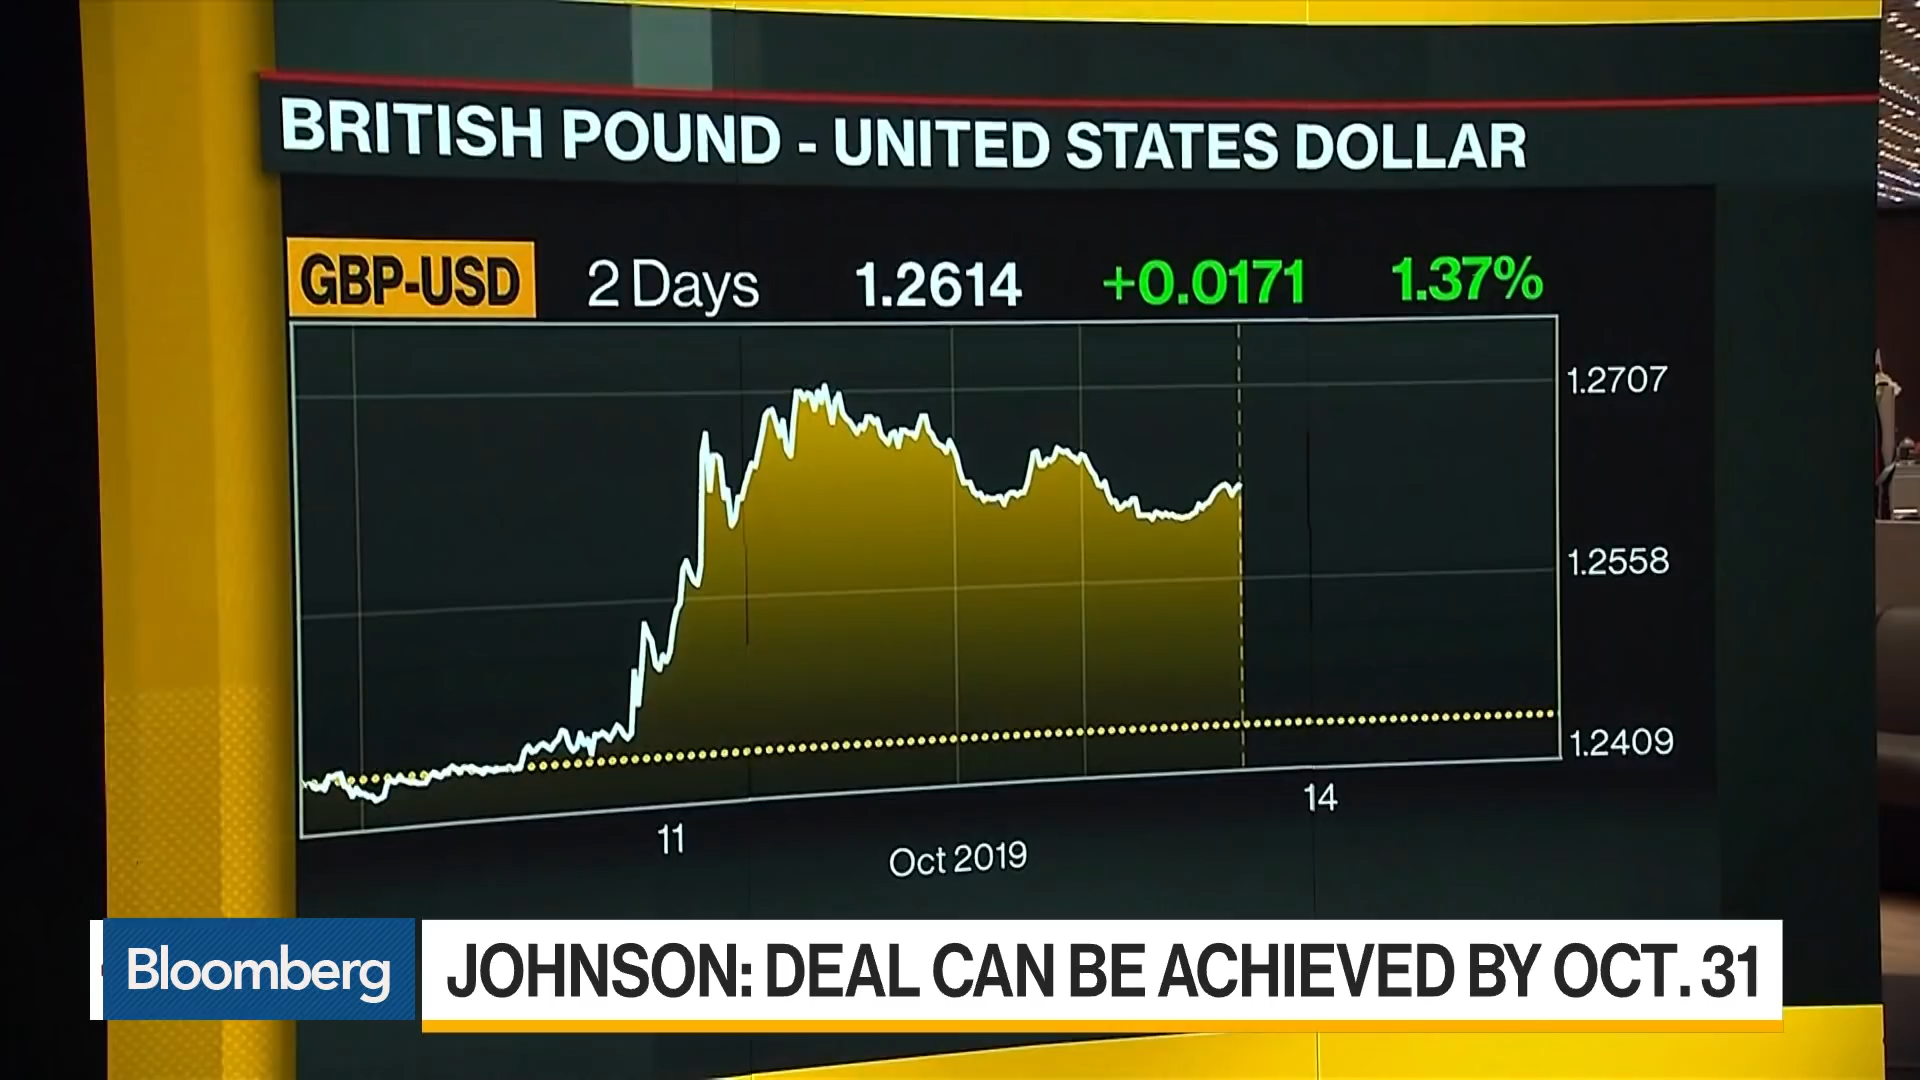 BRITISH POUND - UNITED STATES DOLLAR
GBP-USD 2 Days 1.2614 +0.0171 1.37%
1.2707
1.2558
1.2409
11 14
Oct 2019
Bloomberg JOHNSON: DEAL CAN BE ACHIEVED BY OCT. 31